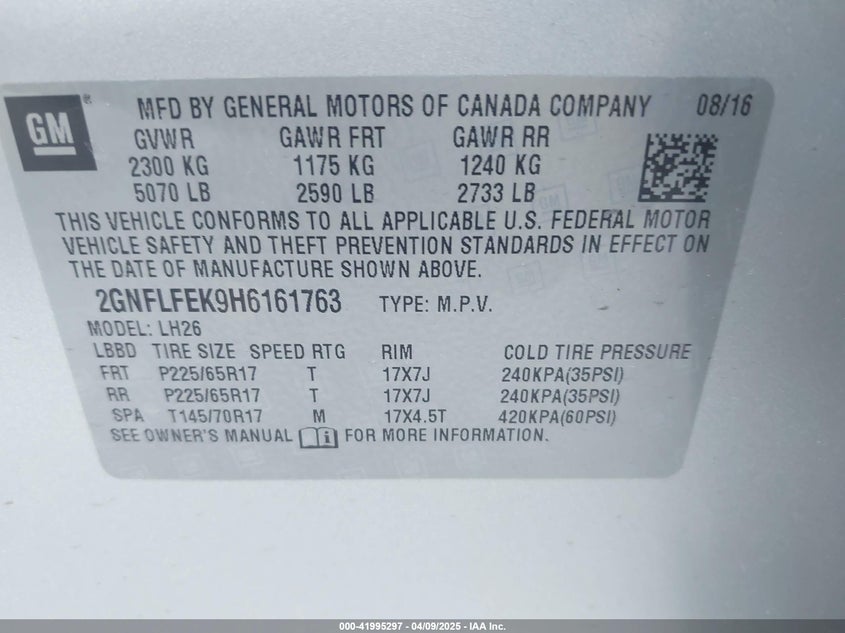 GM ® MFD BY GENERAL MOTORS OF CANADA COMPANY 08/16
GVWR GAWR FRT GAWR RR
2300 KG 1175 KG 1240 KG
5070 LB 2590 LB 2733 LB
THIS VEHICLE CONFORMS TO ALL APPLICABLE U.S. FEDERAL MOTOR
VEHICLE SAFETY AND THEFT PREVENTION STANDARDS IN EFFECT ON
THE DATE OF MANUFACTURE SHOWN ABOVE.
2GNFLFEK9H6161763 TYPE: M.P.V.
MODEL: LH26
LBBD TIRE SIZE SPEED RTG RIM COLD TIRE PRESSURE
FRT P225/65R17 T 17X7J 240KPA(35PSI)
RR P225/65R17 T 17X7J 240KPA(35PSI)
SPA T145/70R17 M 17X4.5T 420KPA(60PSI)
SEE OWNER'S MANUAL i FOR MORE INFORMATION.
000-41995297 - 04/09/2025 - IAA Inc.